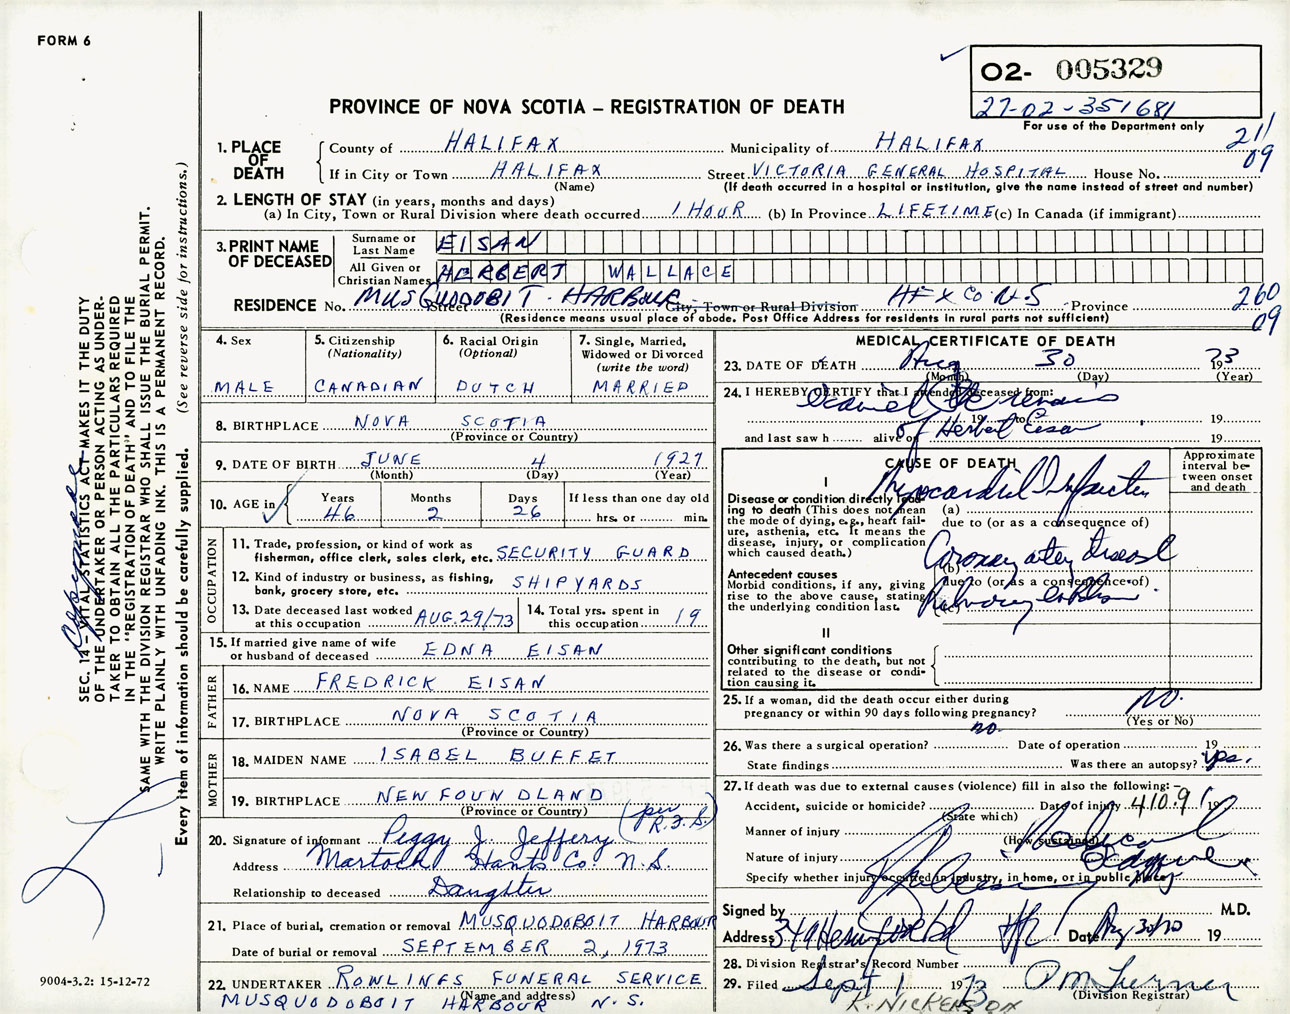 FORM 6
O2- 005329
27-02-351681
For use of the Department only
PROVINCE OF NOVA SCOTIA — REGISTRATION OF DEATH
211
09
1. PLACE OF DEATH
County of HALIFAX Municipality of HALIFAX
If in City or Town HALIFAX Street VICTORIA GENERAL HOSPITAL House No.
(Name) (If death occurred in a hospital or institution, give the name instead of street and number)
2. LENGTH OF STAY (in years, months and days)
(a) In City, Town or Rural Division where death occurred 1 HOUR (b) In Province LIFETIME (c) In Canada (if immigrant)
3. PRINT NAME OF DECEASED
Surname or Last Name EISAN
All Given or Christian Names HERBERT WALLACE
RESIDENCE No. MUSQUODOBIT HARBOUR Street City, Town or Rural Division HFX CO N.S Province
260
09
(Residence means usual place of abode. Post Office Address for residents in rural parts not sufficient)
4. Sex
MALE
5. Citizenship
(Nationality)
CANADIAN
6. Racial Origin
(Optional)
DUTCH
7. Single, Married,
Widowed or Divorced
(write the word)
MARRIED
8. BIRTHPLACE NOVA SCOTIA
(Province or Country)
9. DATE OF BIRTH JUNE 4 1927
(Month) (Day) (Year)
10. AGE in
Years 46
Months 2
Days 26
If less than one day old
hrs. or min.
OCCUPATION
11. Trade, profession, or kind of work as
fisherman, office clerk, sales clerk, etc. SECURITY GUARD
12. Kind of industry or business, as fishing,
bank, grocery store, etc. SHIPYARDS
13. Date deceased last worked
at this occupation AUG. 29/73
14. Total yrs. spent in
this occupation 19
15. If married give name of wife
or husband of deceased EDNA EISAN
FATHER
16. NAME FREDRICK EISAN
17. BIRTHPLACE NOVA SCOTIA
(Province or Country)
MOTHER
18. MAIDEN NAME ISABEL BUFFET
19. BIRTHPLACE NEWFOUNDLAND
(Province or Country)
20. Signature of informant Peggy J. Jeffery (per R.F.S.)
Address Martock Hants Co. N.S.
Relationship to deceased Daughter
21. Place of burial, cremation or removal MUSQUODOBOIT HARBOUR
Date of burial or removal SEPTEMBER 2, 1973
22. UNDERTAKER ROWLINGS FUNERAL SERVICE
(Name and address)
MUSQUODOBOIT HARBOUR N.S.
MEDICAL CERTIFICATE OF DEATH
23. DATE OF DEATH Aug 30 1973
(Month) (Day) (Year)
24. I HEREBY CERTIFY that I attended deceased from:
19 to 19
and last saw h alive on 19
of Herbert Eisan
CAUSE OF DEATH
Approximate interval between onset and death
I
Disease or condition directly leading to death (This does not mean
the mode of dying, e.g., heart failure, asthenia, etc. It means the
disease, injury, or complication
which caused death.)
(a) Myocardial Infarction
due to (or as a consequence of)
(b) Coronary artery disease
due to (or as a consequence of)
(c)
Antecedent causes
Morbid conditions, if any, giving
rise to the above cause, stating
the underlying condition last.
II
Other significant conditions
contributing to the death, but not
related to the disease or condition causing it.
25. If a woman, did the death occur either during
pregnancy or within 90 days following pregnancy? no.
(Yes or No)
26. Was there a surgical operation? no. Date of operation 19
State findings Was there an autopsy? yes.
27. If death was due to external causes (violence) fill in also the following:
Accident, suicide or homicide? Date of injury 410.9 19
(State which)
Manner of injury
(How sustained)
Nature of injury
Specify whether injury occurred in industry, in home, or in public place
Signed by M.D.
Address Date Aug 30/70 19
28. Division Registrar's Record Number
29. Filed Sept 1 1973 P M Turner
(Division Registrar)
K. NICKERSON
SEC. 14 — VITAL STATISTICS ACT MAKES IT THE DUTY
OF THE UNDERTAKER OR PERSON ACTING AS UNDER-
TAKER TO OBTAIN ALL THE PARTICULARS REQUIRED
IN THE "REGISTRATION OF DEATH" AND TO FILE THE
SAME WITH THE DIVISION REGISTRAR WHO SHALL ISSUE THE BURIAL PERMIT.
WRITE PLAINLY WITH UNFADING INK. THIS IS A PERMANENT RECORD.
Every item of information should be carefully supplied. (See reverse side for instructions.)
9004-3.2: 15-12-72